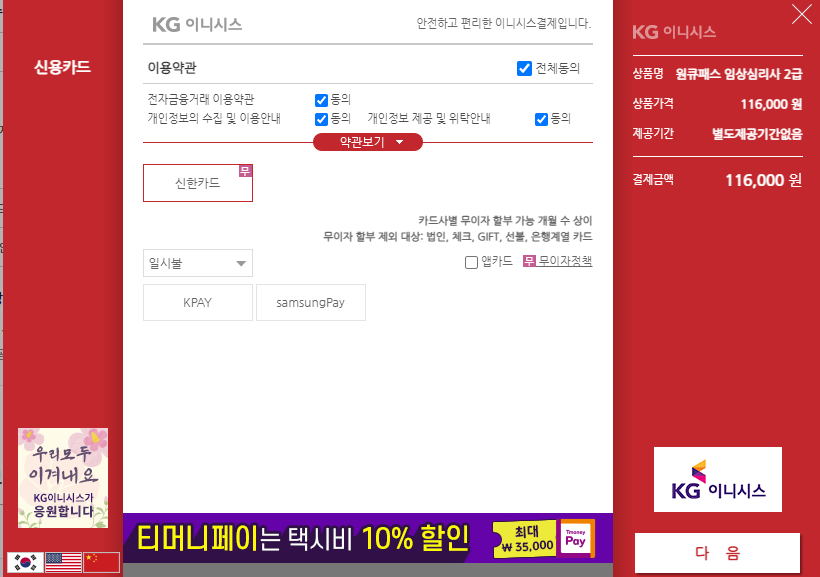 신용카드
KG 이니시스
안전하고 편리한 이니시스결제입니다.
이용약관
전체동의
전자금융거래 이용약관
동의
개인정보의 수집 및 이용안내
동의
개인정보 제공 및 위탁안내
동의
약관보기
신한카드
무
카드사별 무이자 할부 가능 개월 수 상이
무이자 할부 제외 대상: 법인, 체크, GIFT, 선불, 은행계열 카드
일시불
앱카드
무 무이자정책
KPAY
samsungPay
우리모두
이겨내요
KG이니시스가
응원합니다
티머니페이는 택시비 10% 할인
최대
₩ 35,000
Tmoney
Pay
KG 이니시스
상품명 원큐패스 임상심리사 2급
상품가격 116,000 원
제공기간 별도제공기간없음
결제금액 116,000 원
KG 이니시스
다 음